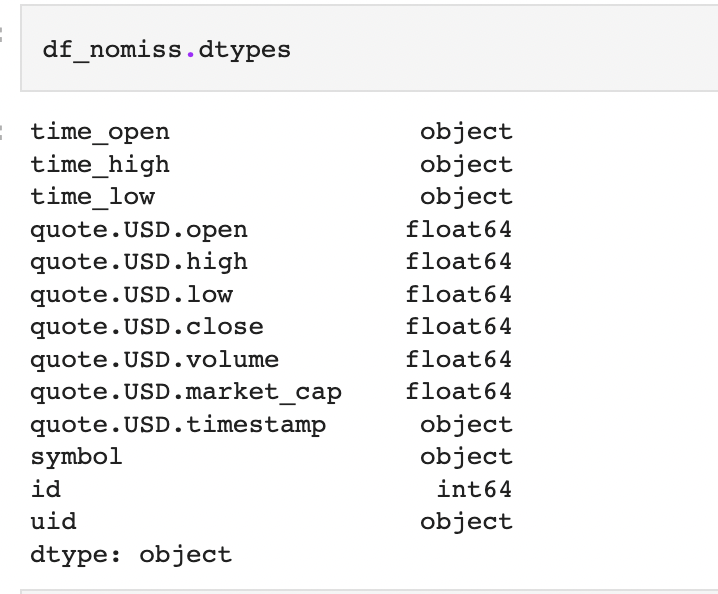 df_nomiss.dtypes
time_open object
time_high object
time_low object
quote.USD.open float64
quote.USD.high float64
quote.USD.low float64
quote.USD.close float64
quote.USD.volume float64
quote.USD.market_cap float64
quote.USD.timestamp object
symbol object
id int64
uid object
dtype: object